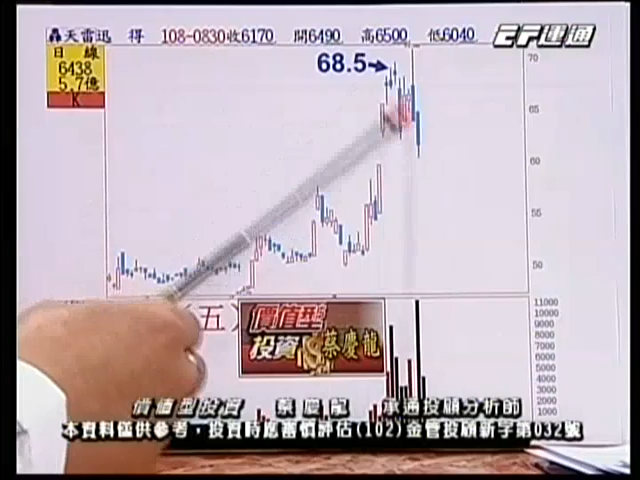 天雷迅 得 108-0830收6170 開6490 高6500 低6040
日線
6438
5.7億
K
68.5
70
65
60
55
50
11000
10000
9000
8000
7000
6000
5000
4000
3000
2000
1000
五
價值型
投資
蔡慶龍
價值型投資 蔡慶龍 承通投顧分析師
本資料僅供參考，投資時應審慎評估(102)金管投顧新字第032號